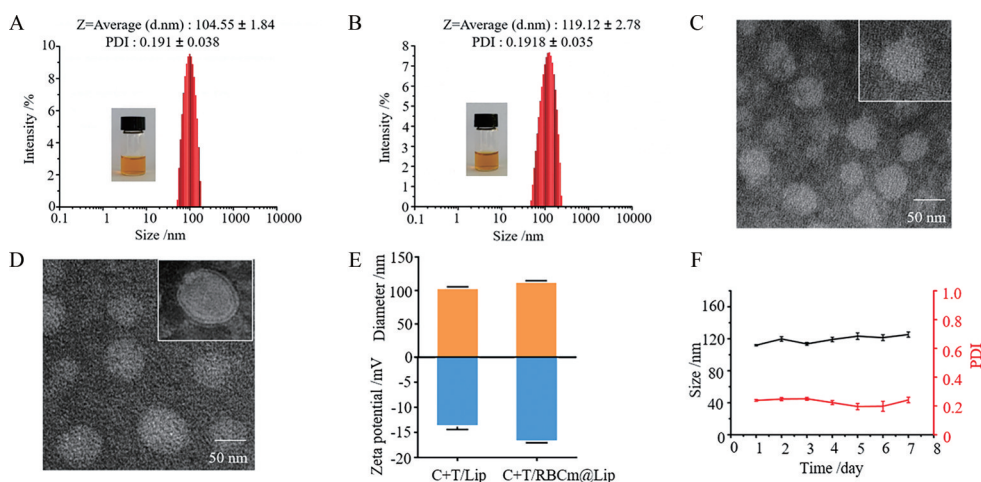 A
Z=Average (d.nm) : 104.55 ± 1.84
PDI : 0.191 ± 0.038
Intensity /%
10
8
6
4
2
0
0.1 1 10 100 1000 10000
Size /nm
B
Z=Average (d.nm) : 119.12 ± 2.78
PDI : 0.1918 ± 0.035
Intensity /%
8
7
6
5
4
3
2
1
0
0.1 1 10 100 1000 10000
Size /nm
C
50 nm
D
50 nm
E
Diameter /nm
150
100
50
0
Zeta potential /mV
-5
-10
-15
-20
C+T/Lip C+T/RBCm@Lip
F
Size /nm
160
120
80
40
0
PDI
1.0
0.8
0.6
0.4
0.2
0
0 1 2 3 4 5 6 7 8
Time /day